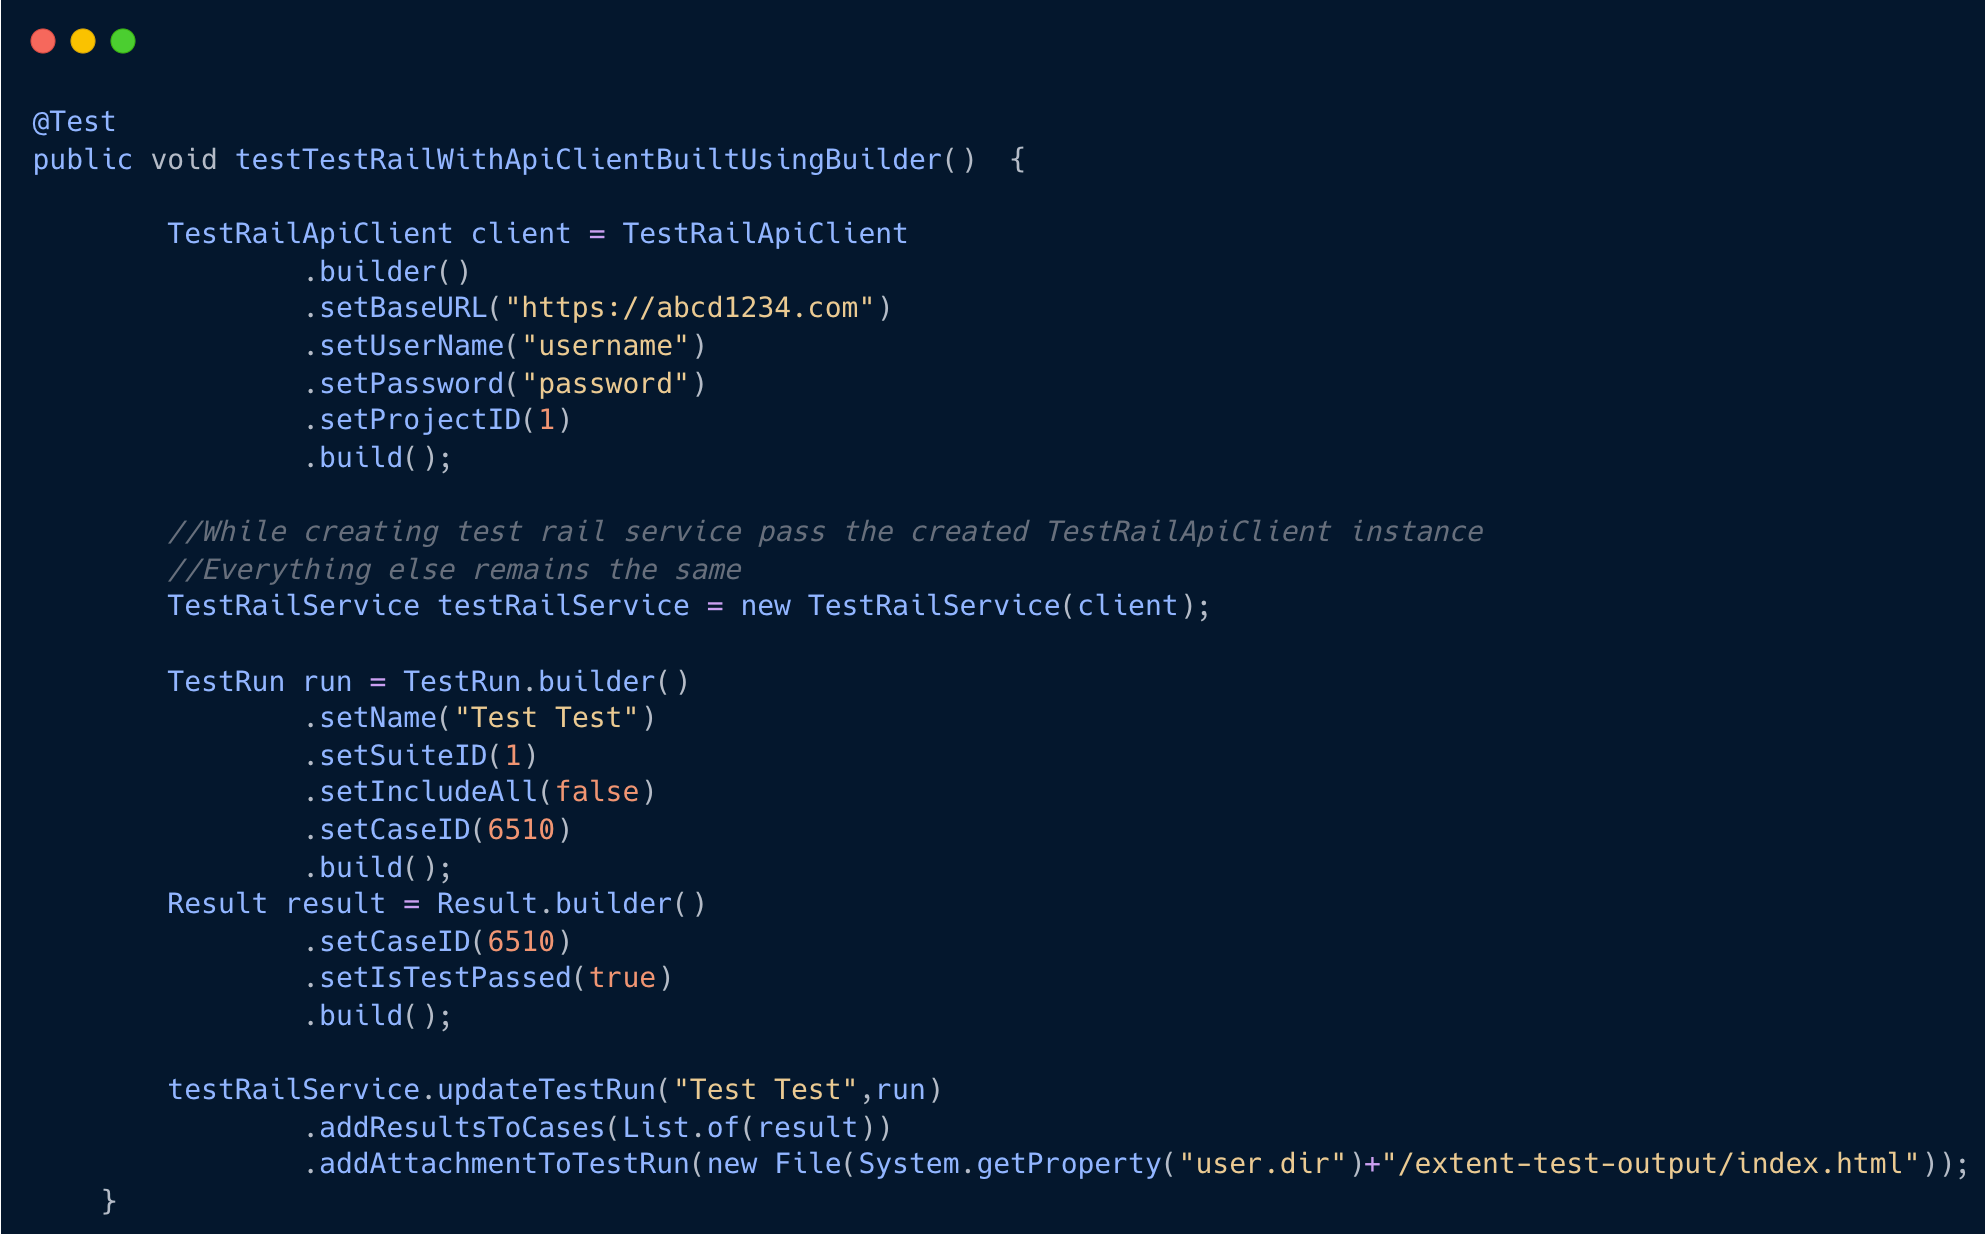 @Test
public void testTestRailWithApiClientBuiltUsingBuilder()  {
TestRailApiClient client = TestRailApiClient
.builder()
.setBaseURL("https://abcd1234.com")
.setUserName("username")
.setPassword("password")
.setProjectID(1)
.build();
//While creating test rail service pass the created TestRailApiClient instance
//Everything else remains the same
TestRailService testRailService = new TestRailService(client);
TestRun run = TestRun.builder()
.setName("Test Test")
.setSuiteID(1)
.setIncludeAll(false)
.setCaseID(6510)
.build();
Result result = Result.builder()
.setCaseID(6510)
.setIsTestPassed(true)
.build();
testRailService.updateTestRun("Test Test",run)
.addResultsToCases(List.of(result))
.addAttachmentToTestRun(new File(System.getProperty("user.dir")+"/extent-test-output/index.html"));
}